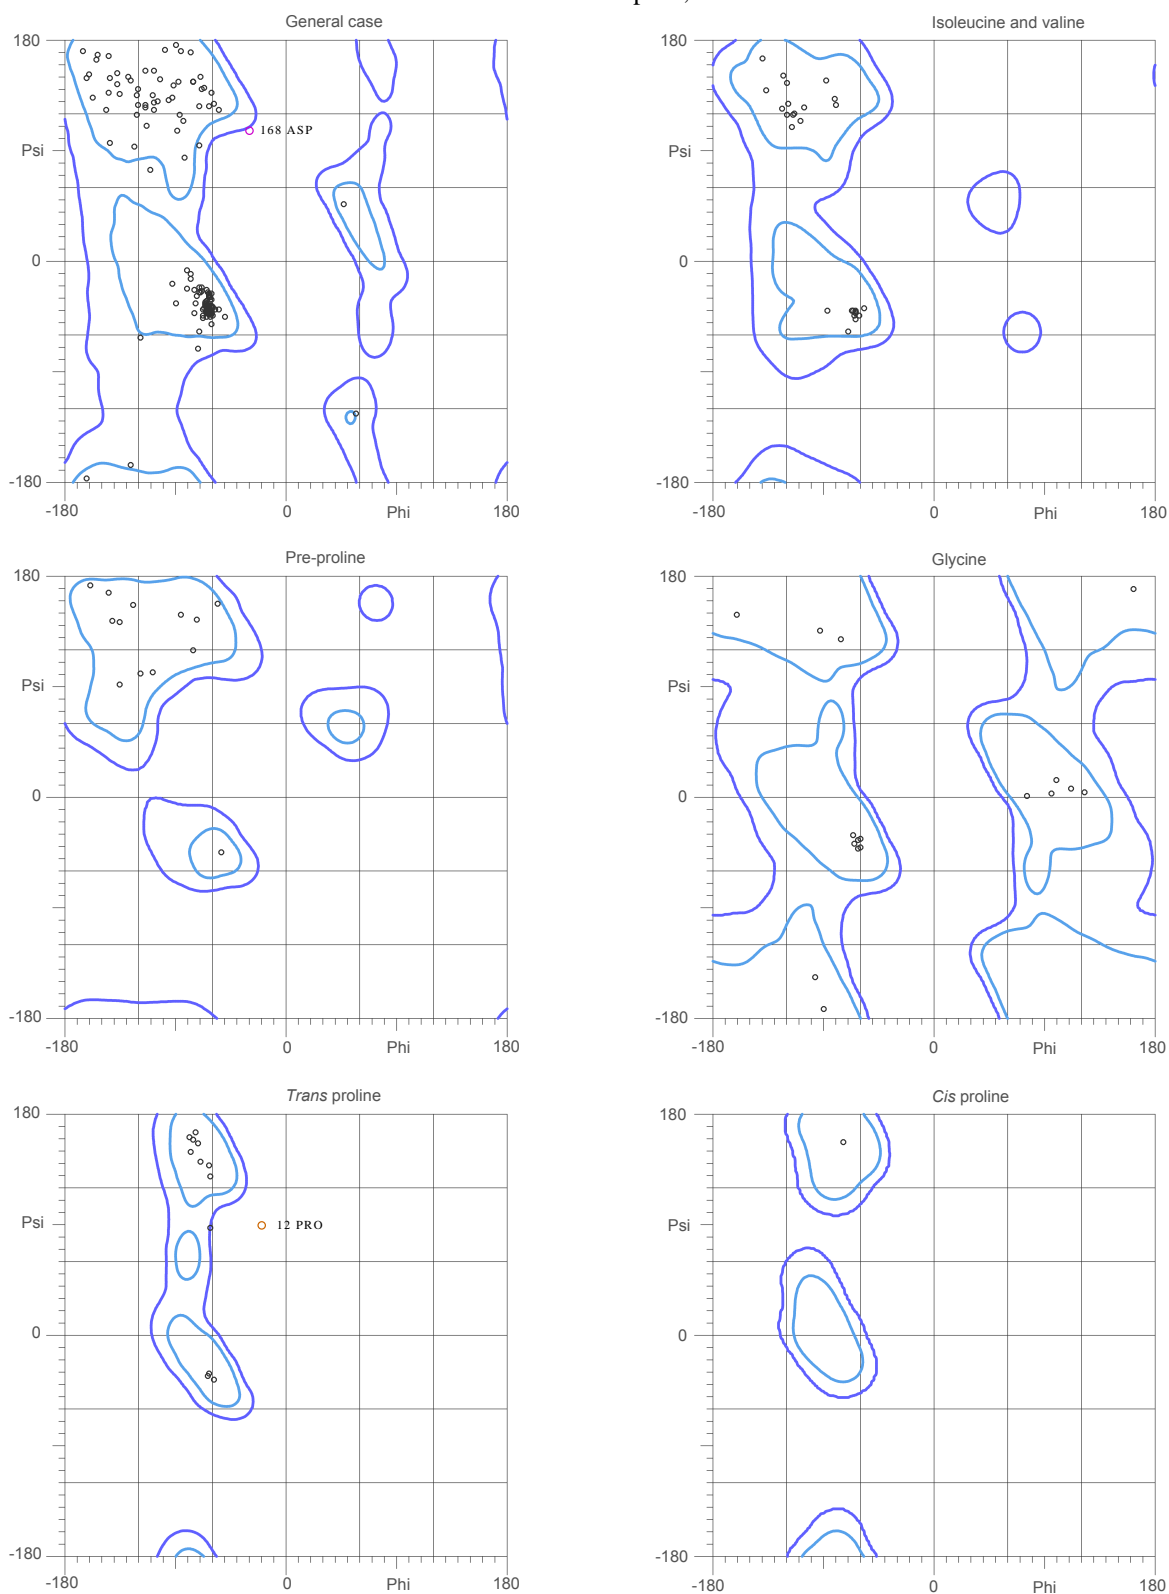 General case
180
168 ASP
Psi
0
-180
-180
0
Phi
180
Isoleucine and valine
180
Psi
0
-180
-180
0
Phi
180
Pre-proline
180
Psi
0
-180
-180
0
Phi
180
Glycine
180
Psi
0
-180
-180
0
Phi
180
Trans proline
180
Psi
12 PRO
0
-180
-180
0
Phi
180
Cis proline
180
Psi
0
-180
-180
0
Phi
180